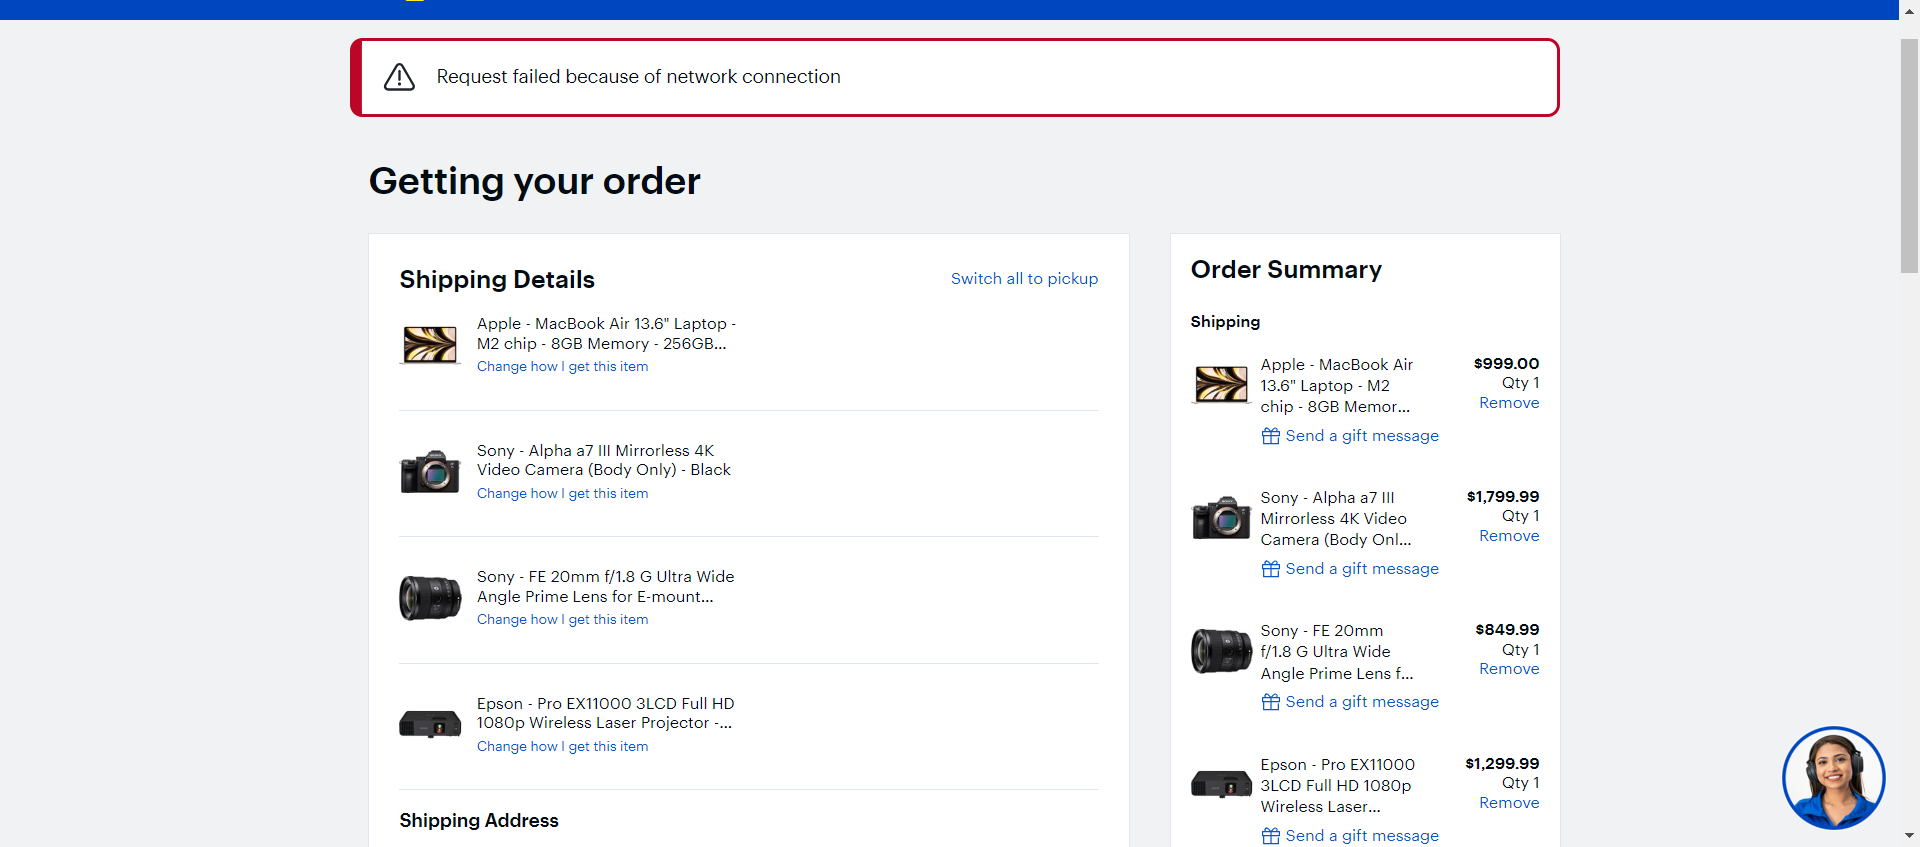 Request failed because of network connection
Getting your order
Shipping Details
Switch all to pickup
Apple - MacBook Air 13.6" Laptop -
M2 chip - 8GB Memory - 256GB...
Change how I get this item
Sony - Alpha a7 III Mirrorless 4K
Video Camera (Body Only) - Black
Change how I get this item
Sony - FE 20mm f/1.8 G Ultra Wide
Angle Prime Lens for E-mount...
Change how I get this item
Epson - Pro EX11000 3LCD Full HD
1080p Wireless Laser Projector -...
Change how I get this item
Shipping Address
Order Summary
Shipping
Apple - MacBook Air
13.6" Laptop - M2
chip - 8GB Memor...
$999.00
Qty 1
Remove
Send a gift message
Sony - Alpha a7 III
Mirrorless 4K Video
Camera (Body Onl...
$1,799.99
Qty 1
Remove
Send a gift message
Sony - FE 20mm
f/1.8 G Ultra Wide
Angle Prime Lens f...
$849.99
Qty 1
Remove
Send a gift message
Epson - Pro EX11000
3LCD Full HD 1080p
Wireless Laser...
$1,299.99
Qty 1
Remove
Send a gift message